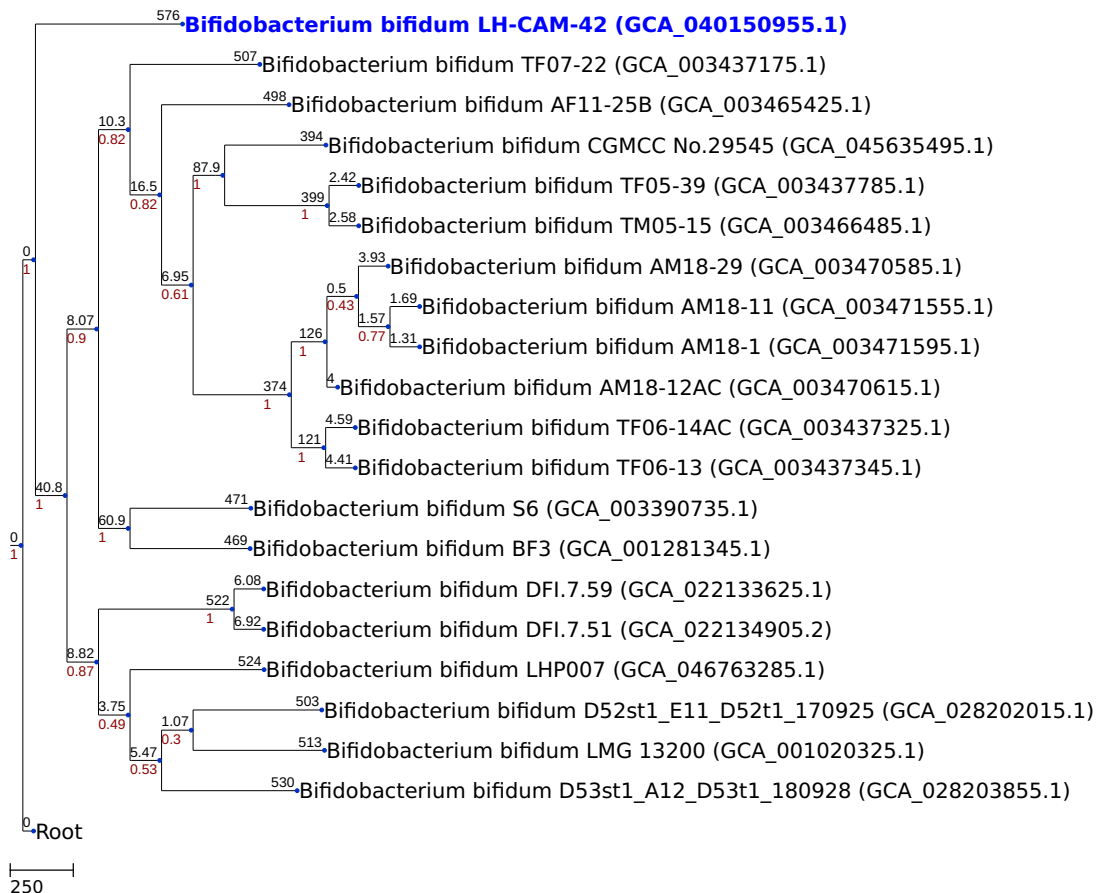 576
Bifidobacterium bifidum LH-CAM-42 (GCA_040150955.1)
507
Bifidobacterium bifidum TF07-22 (GCA_003437175.1)
498
Bifidobacterium bifidum AF11-25B (GCA_003465425.1)
10.3
0.82
394
Bifidobacterium bifidum CGMCC No.29545 (GCA_045635495.1)
87.9
1
2.42
Bifidobacterium bifidum TF05-39 (GCA_003437785.1)
16.5
0.82
399
1
2.58
Bifidobacterium bifidum TM05-15 (GCA_003466485.1)
0
1
3.93
Bifidobacterium bifidum AM18-29 (GCA_003470585.1)
6.95
0.61
0.5
0.43
1.69
Bifidobacterium bifidum AM18-11 (GCA_003471555.1)
8.07
0.9
1.57
0.77
126
1
1.31
Bifidobacterium bifidum AM18-1 (GCA_003471595.1)
374
1
4
Bifidobacterium bifidum AM18-12AC (GCA_003470615.1)
4.59
Bifidobacterium bifidum TF06-14AC (GCA_003437325.1)
121
1
4.41
Bifidobacterium bifidum TF06-13 (GCA_003437345.1)
40.8
1
471
Bifidobacterium bifidum S6 (GCA_003390735.1)
60.9
1
0
1
469
Bifidobacterium bifidum BF3 (GCA_001281345.1)
6.08
Bifidobacterium bifidum DFI.7.59 (GCA_022133625.1)
522
1
6.92
Bifidobacterium bifidum DFI.7.51 (GCA_022134905.2)
8.82
0.87
524
Bifidobacterium bifidum LHP007 (GCA_046763285.1)
3.75
0.49
503
Bifidobacterium bifidum D52st1_E11_D52t1_170925 (GCA_028202015.1)
1.07
0.3
513
Bifidobacterium bifidum LMG 13200 (GCA_001020325.1)
5.47
0.53
530
Bifidobacterium bifidum D53st1_A12_D53t1_180928 (GCA_028203855.1)
0
Root
250